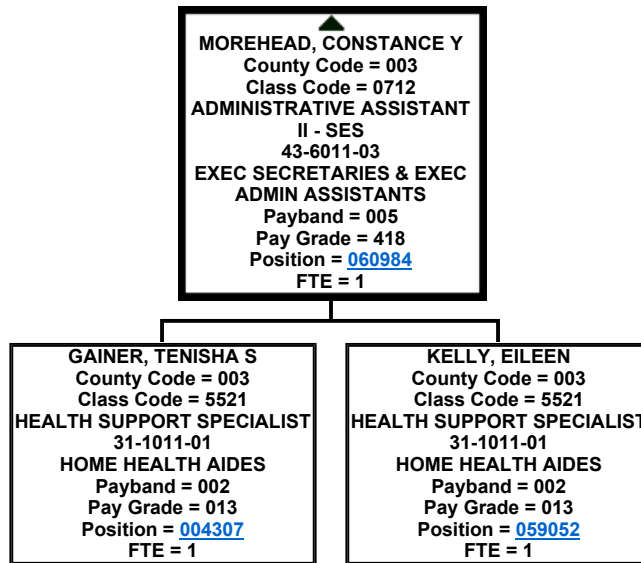 MOREHEAD, CONSTANCE Y
County Code = 003
Class Code = 0712
ADMINISTRATIVE ASSISTANT
II - SES
43-6011-03
EXEC SECRETARIES & EXEC
ADMIN ASSISTANTS
Payband = 005
Pay Grade = 418
Position = 060984
FTE = 1
GAINER, TENISHA S
County Code = 003
Class Code = 5521
HEALTH SUPPORT SPECIALIST
31-1011-01
HOME HEALTH AIDES
Payband = 002
Pay Grade = 013
Position = 004307
FTE = 1
KELLY, EILEEN
County Code = 003
Class Code = 5521
HEALTH SUPPORT SPECIALIST
31-1011-01
HOME HEALTH AIDES
Payband = 002
Pay Grade = 013
Position = 059052
FTE = 1